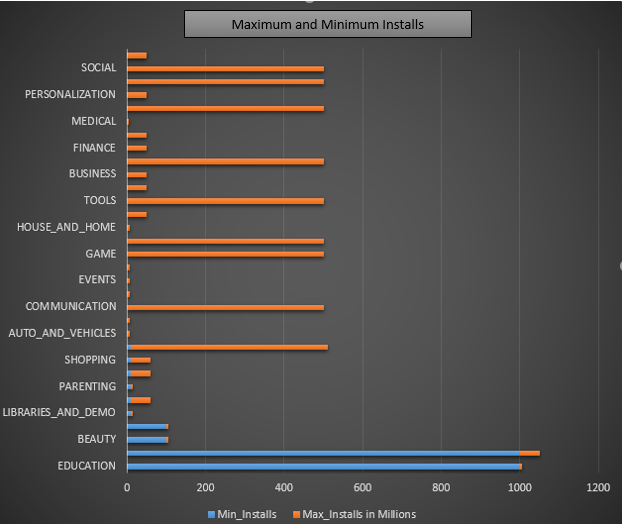 Maximum and Minimum Installs
SOCIAL
PERSONALIZATION
MEDICAL
FINANCE
BUSINESS
TOOLS
HOUSE_AND_HOME
GAME
EVENTS
COMMUNICATION
AUTO_AND_VEHICLES
SHOPPING
PARENTING
LIBRARIES_AND_DEMO
BEAUTY
EDUCATION
0 200 400 600 800 1000 1200
Min_Installs Max_Installs in Millions